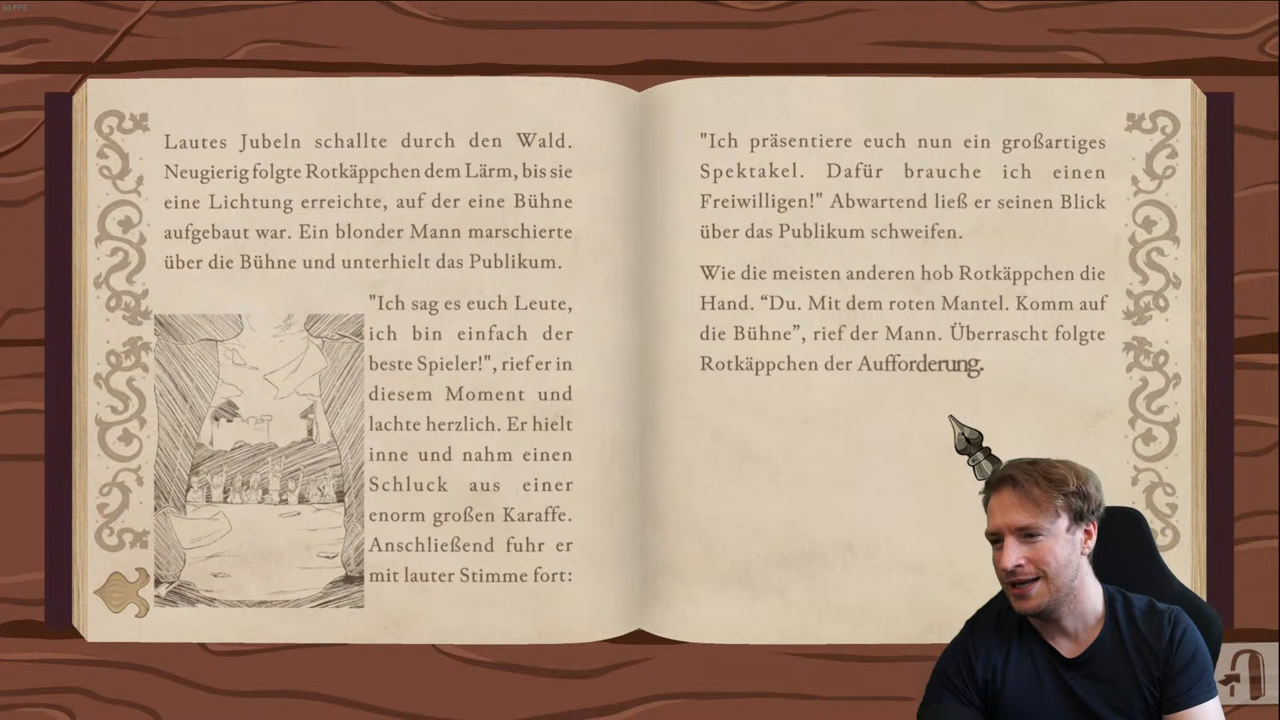 60 FPS
Lautes Jubeln schallte durch den Wald.
Neugierig folgte Rotkäppchen dem Lärm, bis sie
eine Lichtung erreichte, auf der eine Bühne
aufgebaut war. Ein blonder Mann marschierte
über die Bühne und unterhielt das Publikum.
"Ich sag es euch Leute,
ich bin einfach der
beste Spieler!", rief er in
diesem Moment und
lachte herzlich. Er hielt
inne und nahm einen
Schluck aus einer
enorm großen Karaffe.
Anschließend fuhr er
mit lauter Stimme fort:
"Ich präsentiere euch nun ein großartiges
Spektakel. Dafür brauche ich einen
Freiwilligen!" Abwartend ließ er seinen Blick
über das Publikum schweifen.
Wie die meisten anderen hob Rotkäppchen die
Hand. “Du. Mit dem roten Mantel. Komm auf
die Bühne”, rief der Mann. Überrascht folgte
Rotkäppchen der Aufforderung.